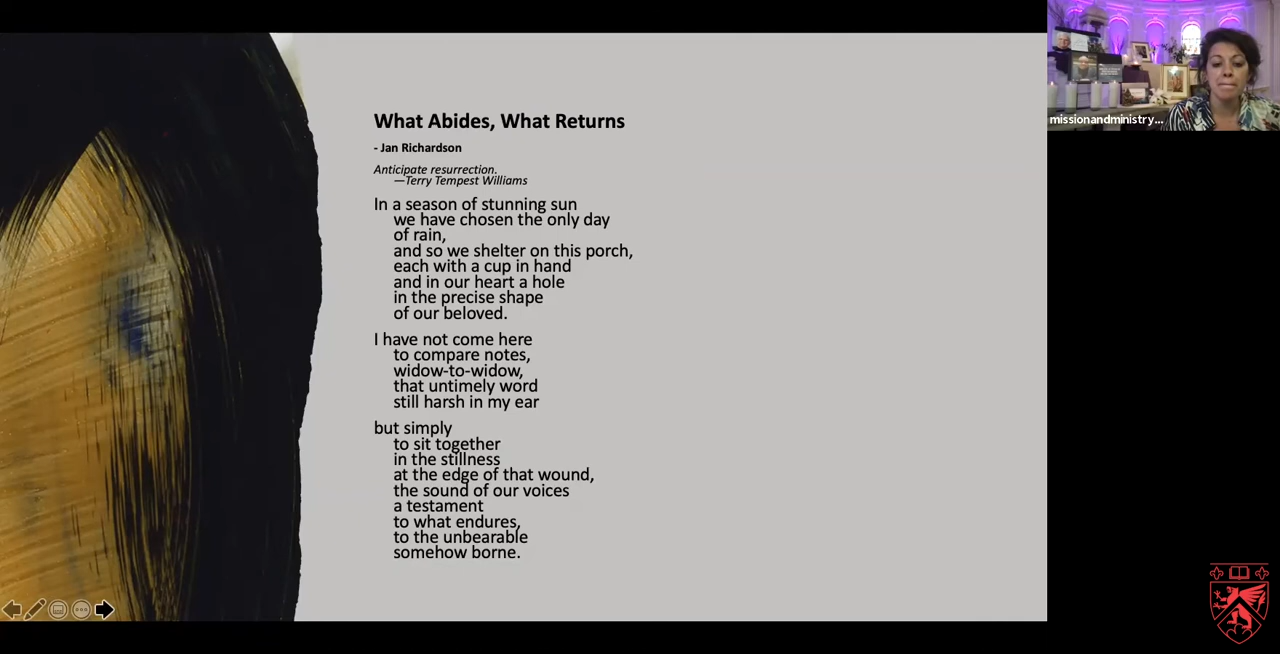 What Abides, What Returns
- Jan Richardson
Anticipate resurrection.
—Terry Tempest Williams
In a season of stunning sun
we have chosen the only day
of rain,
and so we shelter on this porch,
each with a cup in hand
and in our heart a hole
in the precise shape
of our beloved.
I have not come here
to compare notes,
widow-to-widow,
that untimely word
still harsh in my ear
but simply
to sit together
in the stillness
at the edge of that wound,
the sound of our voices
a testament
to what endures,
to the unbearable
somehow borne.
missionandministry...